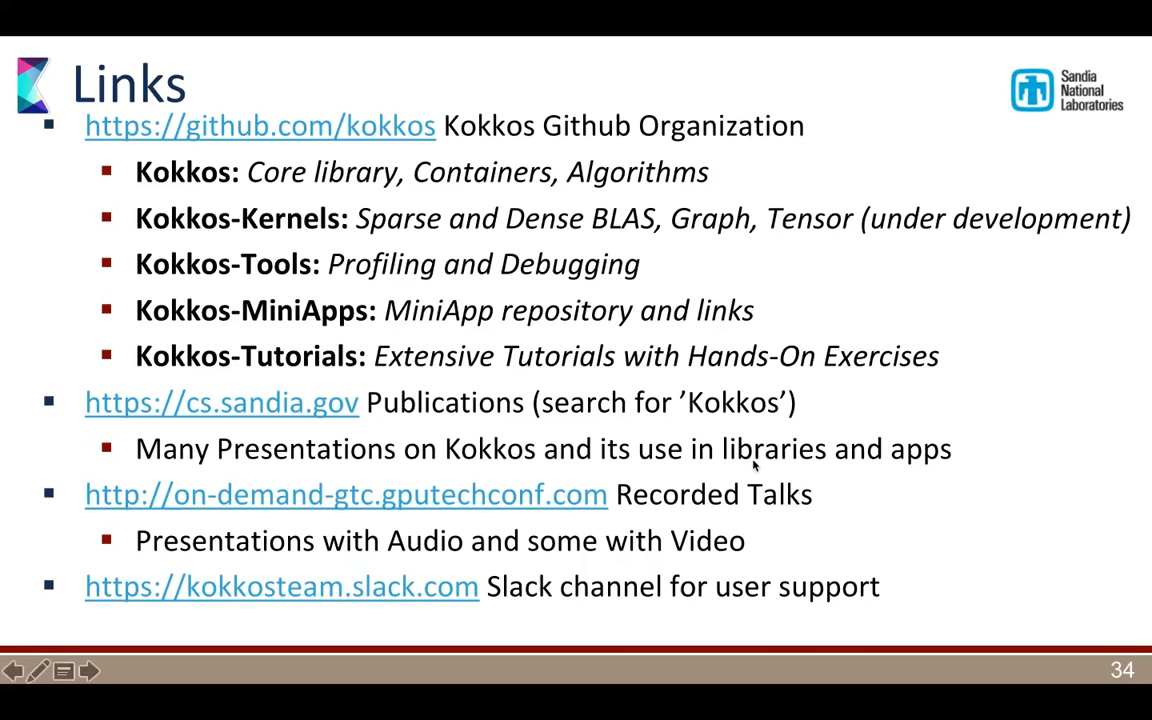 Links
Sandia
National
Laboratories
https://github.com/kokkos Kokkos Github Organization
Kokkos: Core library, Containers, Algorithms
Kokkos-Kernels: Sparse and Dense BLAS, Graph, Tensor (under development)
Kokkos-Tools: Profiling and Debugging
Kokkos-MiniApps: MiniApp repository and links
Kokkos-Tutorials: Extensive Tutorials with Hands-On Exercises
https://cs.sandia.gov Publications (search for ’Kokkos’)
Many Presentations on Kokkos and its use in libraries and apps
http://on-demand-gtc.gputechconf.com Recorded Talks
Presentations with Audio and some with Video
https://kokkosteam.slack.com Slack channel for user support
34